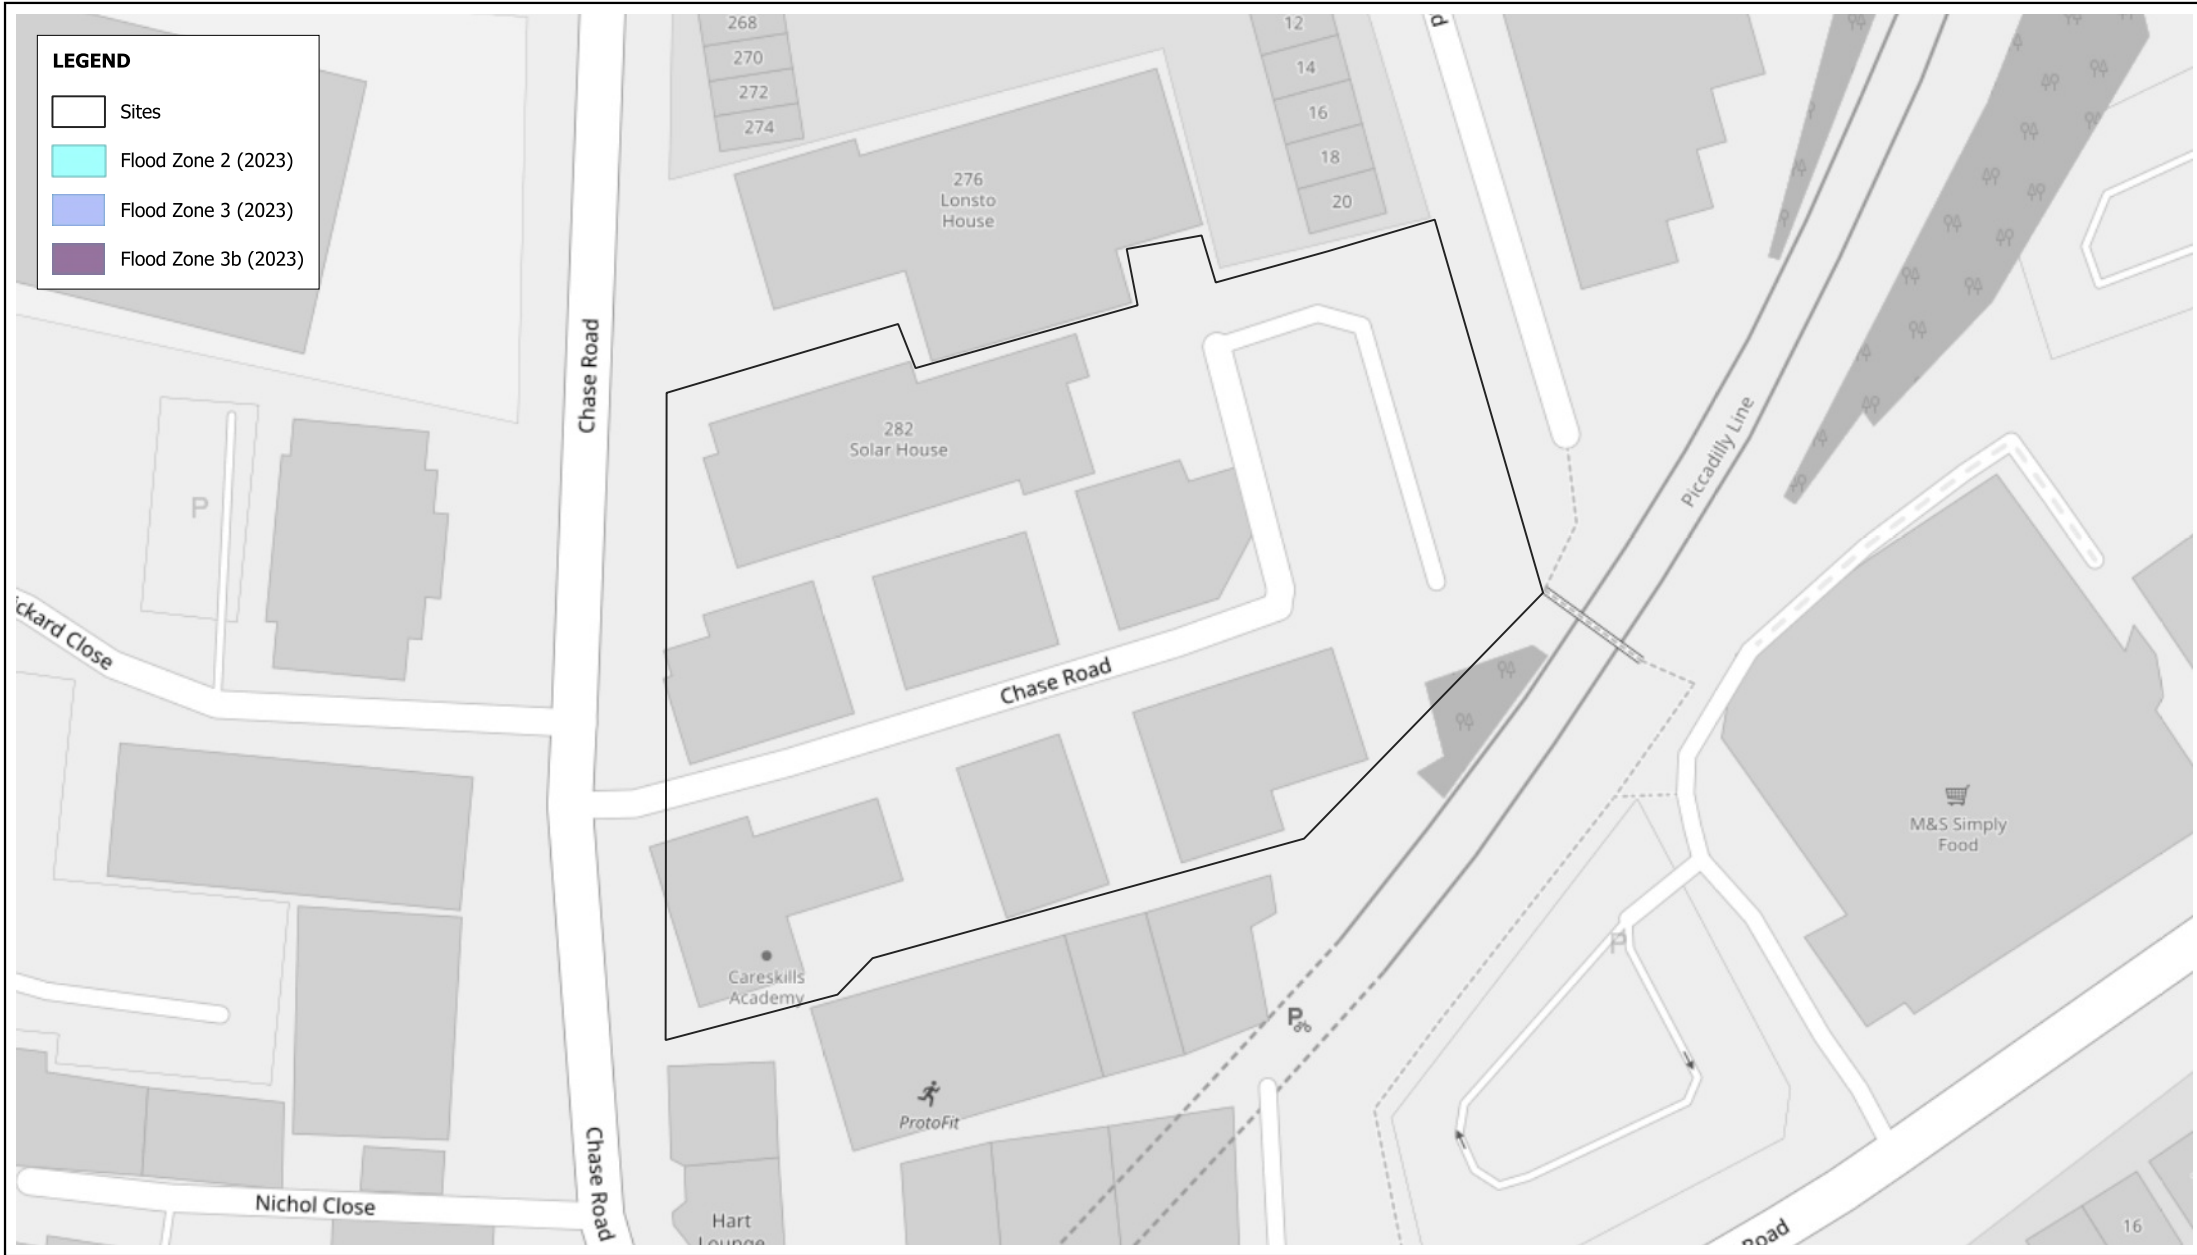 LEGEND
Sites
Flood Zone 2 (2023)
Flood Zone 3 (2023)
Flood Zone 3b (2023)
268
270
272
274
12
14
16
18
20
276
Lonsto
House
Chase Road
282
Solar House
P
Piccadilly Line
ickard Close
Chase Road
M&S Simply
Food
P
Careskills
Academy
P
ProtoFit
Chase Road
Nichol Close
Hart
Lounge
Road
16